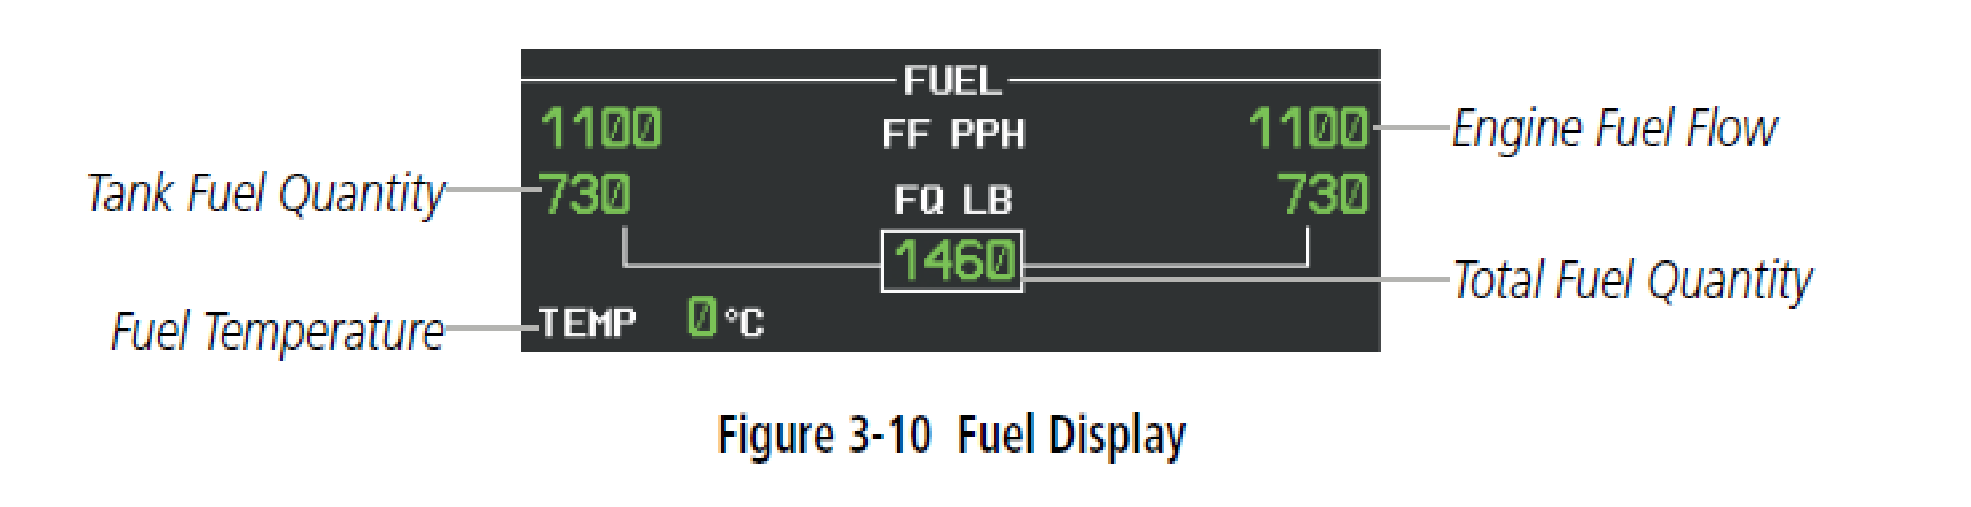 FUEL
1100 FF PPH 1100 Engine Fuel Flow
Tank Fuel Quantity 730 FQ LB 730
1460 Total Fuel Quantity
Fuel Temperature TEMP 0°C
Figure 3-10 Fuel Display